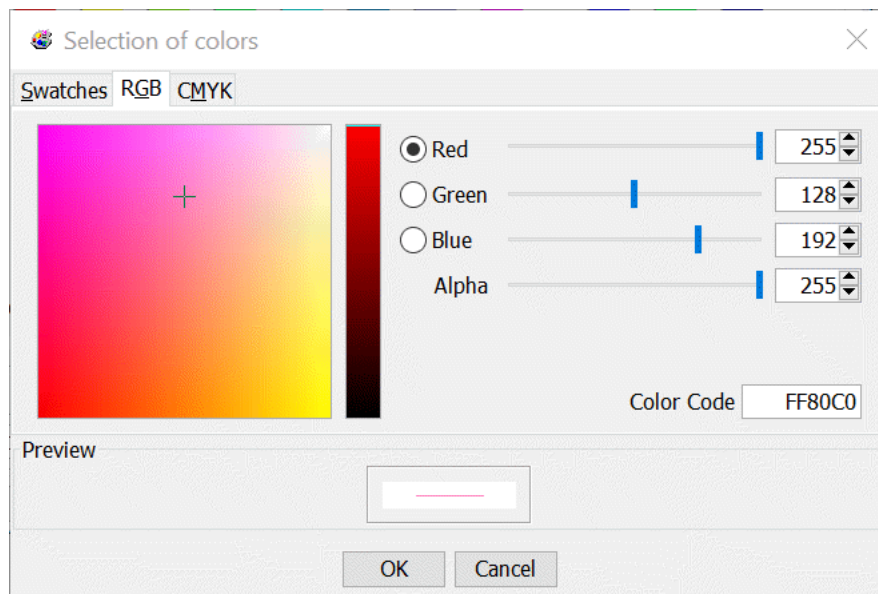 Selection of colors
Swatches RGB CMYK
Red 255
Green 128
Blue 192
Alpha 255
Color Code FF80C0
Preview
OK Cancel